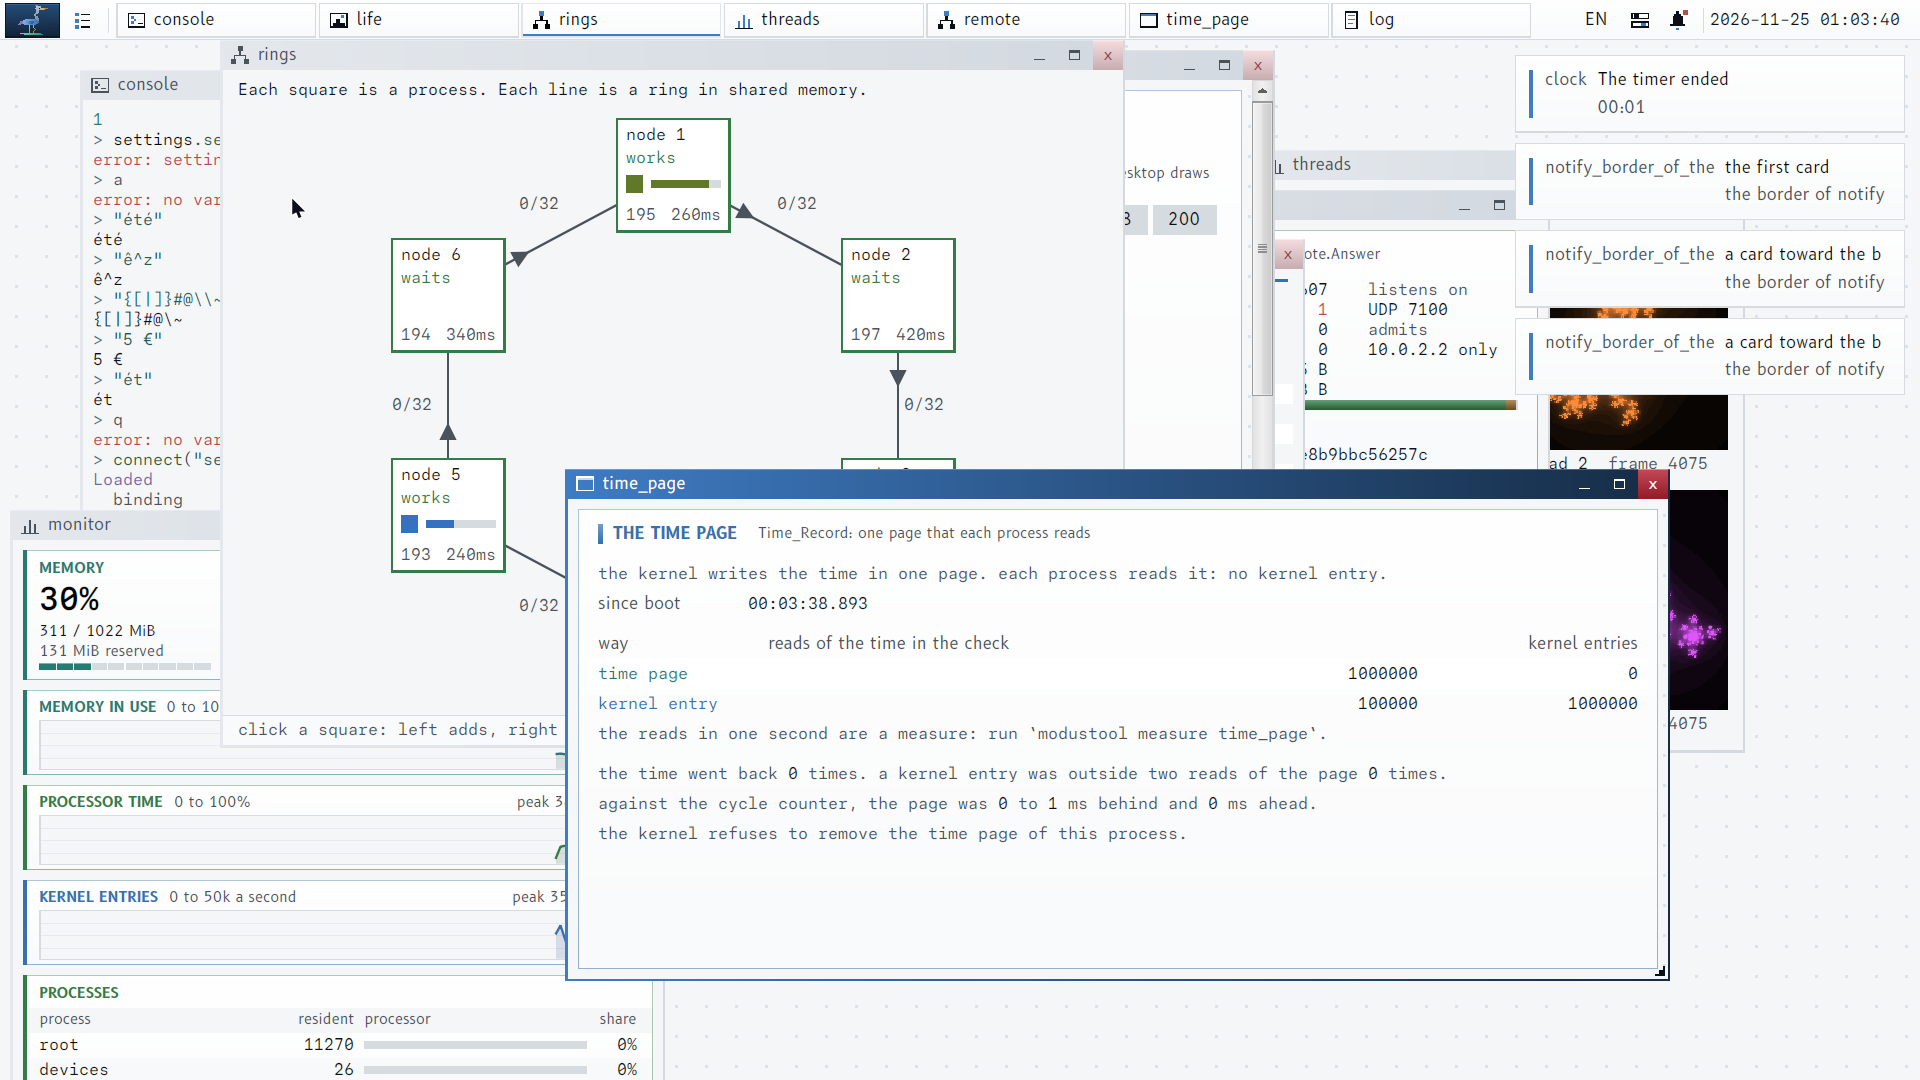 console
life
rings
threads
remote
time_page
log
EN
2026-11-25 01:03:40
rings
Each square is a process. Each line is a ring in shared memory.
node 1
works
195 260ms
0/32
0/32
node 6
waits
194 340ms
node 2
waits
197 420ms
0/32
0/32
node 5
works
193 240ms
0/32
click a square: left adds, right
console
1
> settings.se
error: settin
> a
error: no var
> "été"
été
> "ê^z"
ê^z
> "{[|]}#@\\~
{[|]}#@\~
> "5 €"
5 €
> "ét"
ét
> q
error: no var
> connect("se
Loaded
binding
monitor
MEMORY
30%
311 / 1022 MiB
131 MiB reserved
MEMORY IN USE 0 to 10
PROCESSOR TIME 0 to 100%
KERNEL ENTRIES 0 to 50k a second
PROCESSES
process resident processor share
root 11270 0%
devices 26 0%
sktop draws
200
threads
ote.Answer
listens on
1 UDP 7100
0 admits
0 10.0.2.2 only
B
B
e8b9bbc56257c
clock The timer ended
00:01
notify_border_of_the the first card
the border of notify
notify_border_of_the a card toward the b
the border of notify
notify_border_of_the a card toward the b
the border of notify
ad 2 frame 4075
4075
time_page
THE TIME PAGE Time_Record: one page that each process reads
the kernel writes the time in one page. each process reads it: no kernel entry.
since boot 00:03:38.893
way reads of the time in the check kernel entries
time page 1000000 0
kernel entry 100000 1000000
the reads in one second are a measure: run `modustool measure time_page`.
the time went back 0 times. a kernel entry was outside two reads of the page 0 times.
against the cycle counter, the page was 0 to 1 ms behind and 0 ms ahead.
the kernel refuses to remove the time page of this process.